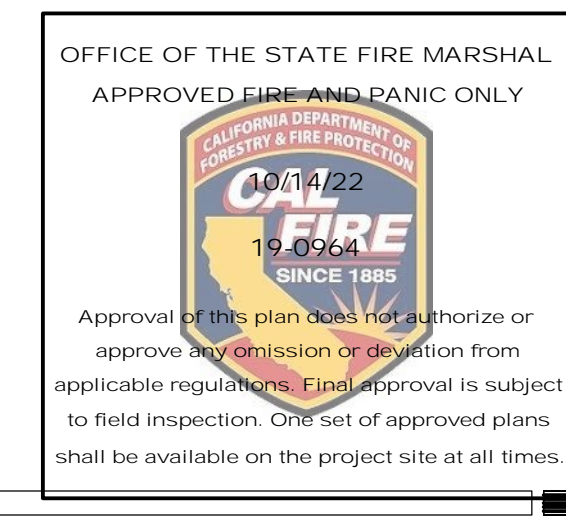 OFFICE OF THE STATE FIRE MARSHAL
APPROVED FIRE AND PANIC ONLY
CALIFORNIA DEPARTMENT OF
FORESTRY & FIRE PROTECTION
CAL
10/14/22
FIRE
19-0964
SINCE 1885
Approval of this plan does not authorize or
approve any omission or deviation from
applicable regulations. Final approval is subject
to field inspection. One set of approved plans
shall be available on the project site at all times.